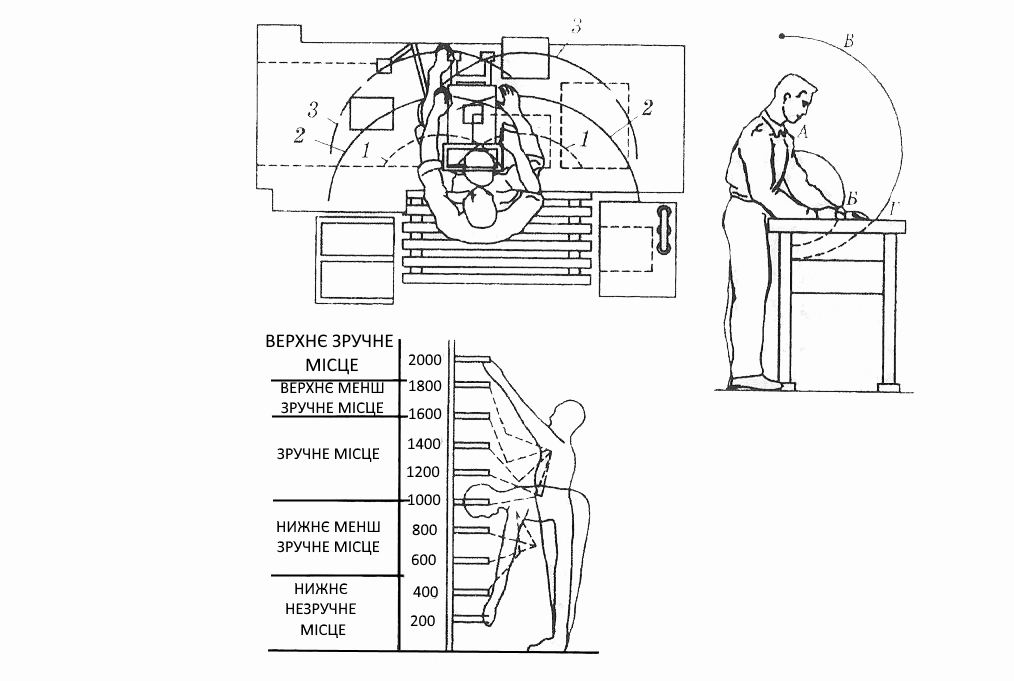 3
3
2
1
1
2
В
А
Б
Г
ВЕРХНЄ ЗРУЧНЕ
МІСЦЕ
ВЕРХНЄ МЕНШ
ЗРУЧНЕ МІСЦЕ
ЗРУЧНЕ МІСЦЕ
НИЖНЄ МЕНШ
ЗРУЧНЕ МІСЦЕ
НИЖНЄ
НЕЗРУЧНЕ
МІСЦЕ
2000
1800
1600
1400
1200
1000
800
600
400
200